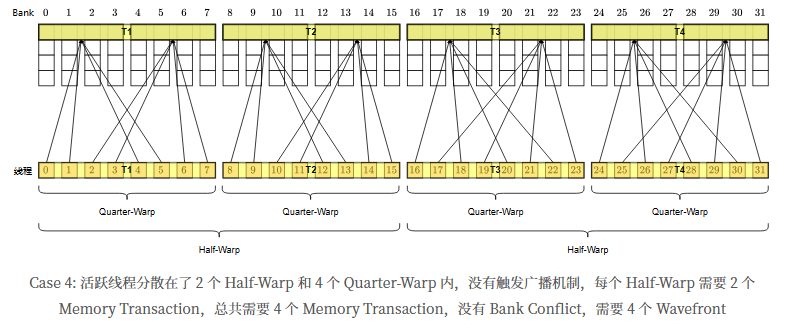 Bank 0 1 2 3 4 5 6 7 8 9 10 11 12 13 14 15 16 17 18 19 20 21 22 23 24 25 26 27 28 29 30 31
T1 T2 T3 T4
线程 0 1 2 3 T1 4 5 6 7 8 9 10 11 T2 12 13 14 15 16 17 18 19 T3 20 21 22 23 24 25 26 27 T4 28 29 30 31
Quarter-Warp Quarter-Warp Quarter-Warp Quarter-Warp
Half-Warp Half-Warp
Case 4: 活跃线程分散在了 2 个 Half-Warp 和 4 个 Quarter-Warp 内，没有触发广播机制，每个 Half-Warp 需要 2 个
Memory Transaction，总共需要 4 个 Memory Transaction，没有 Bank Conflict，需要 4 个 Wavefront